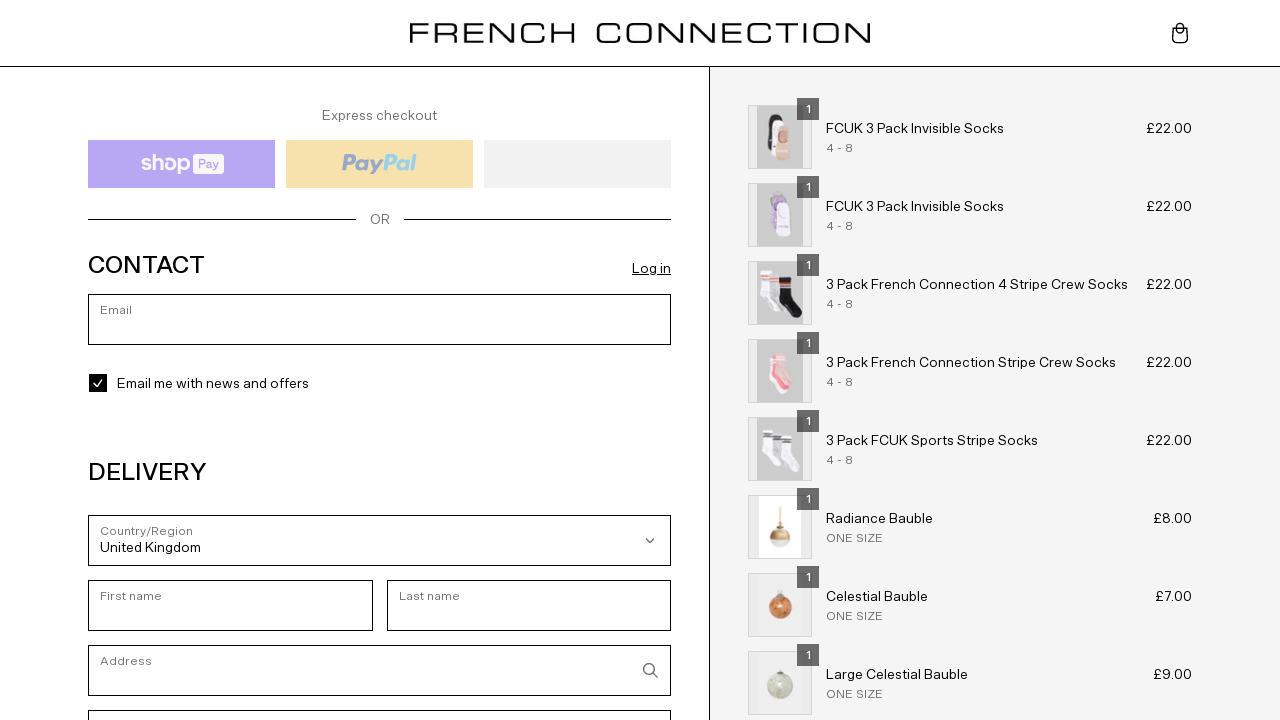 FRENCH CONNECTION
Express checkout
shop Pay
PayPal
OR
CONTACT
Log in
Email
Email me with news and offers
DELIVERY
Country/Region
United Kingdom
First name
Last name
Address
1
FCUK 3 Pack Invisible Socks £22.00
4 - 8
1
FCUK 3 Pack Invisible Socks £22.00
4 - 8
1
3 Pack French Connection 4 Stripe Crew Socks £22.00
4 - 8
1
3 Pack French Connection Stripe Crew Socks £22.00
4 - 8
1
3 Pack FCUK Sports Stripe Socks £22.00
4 - 8
1
Radiance Bauble £8.00
ONE SIZE
1
Celestial Bauble £7.00
ONE SIZE
1
Large Celestial Bauble £9.00
ONE SIZE